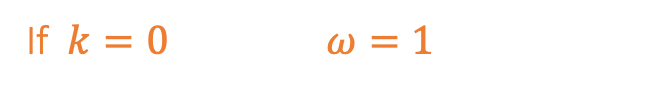 If k = 0 ω = 1